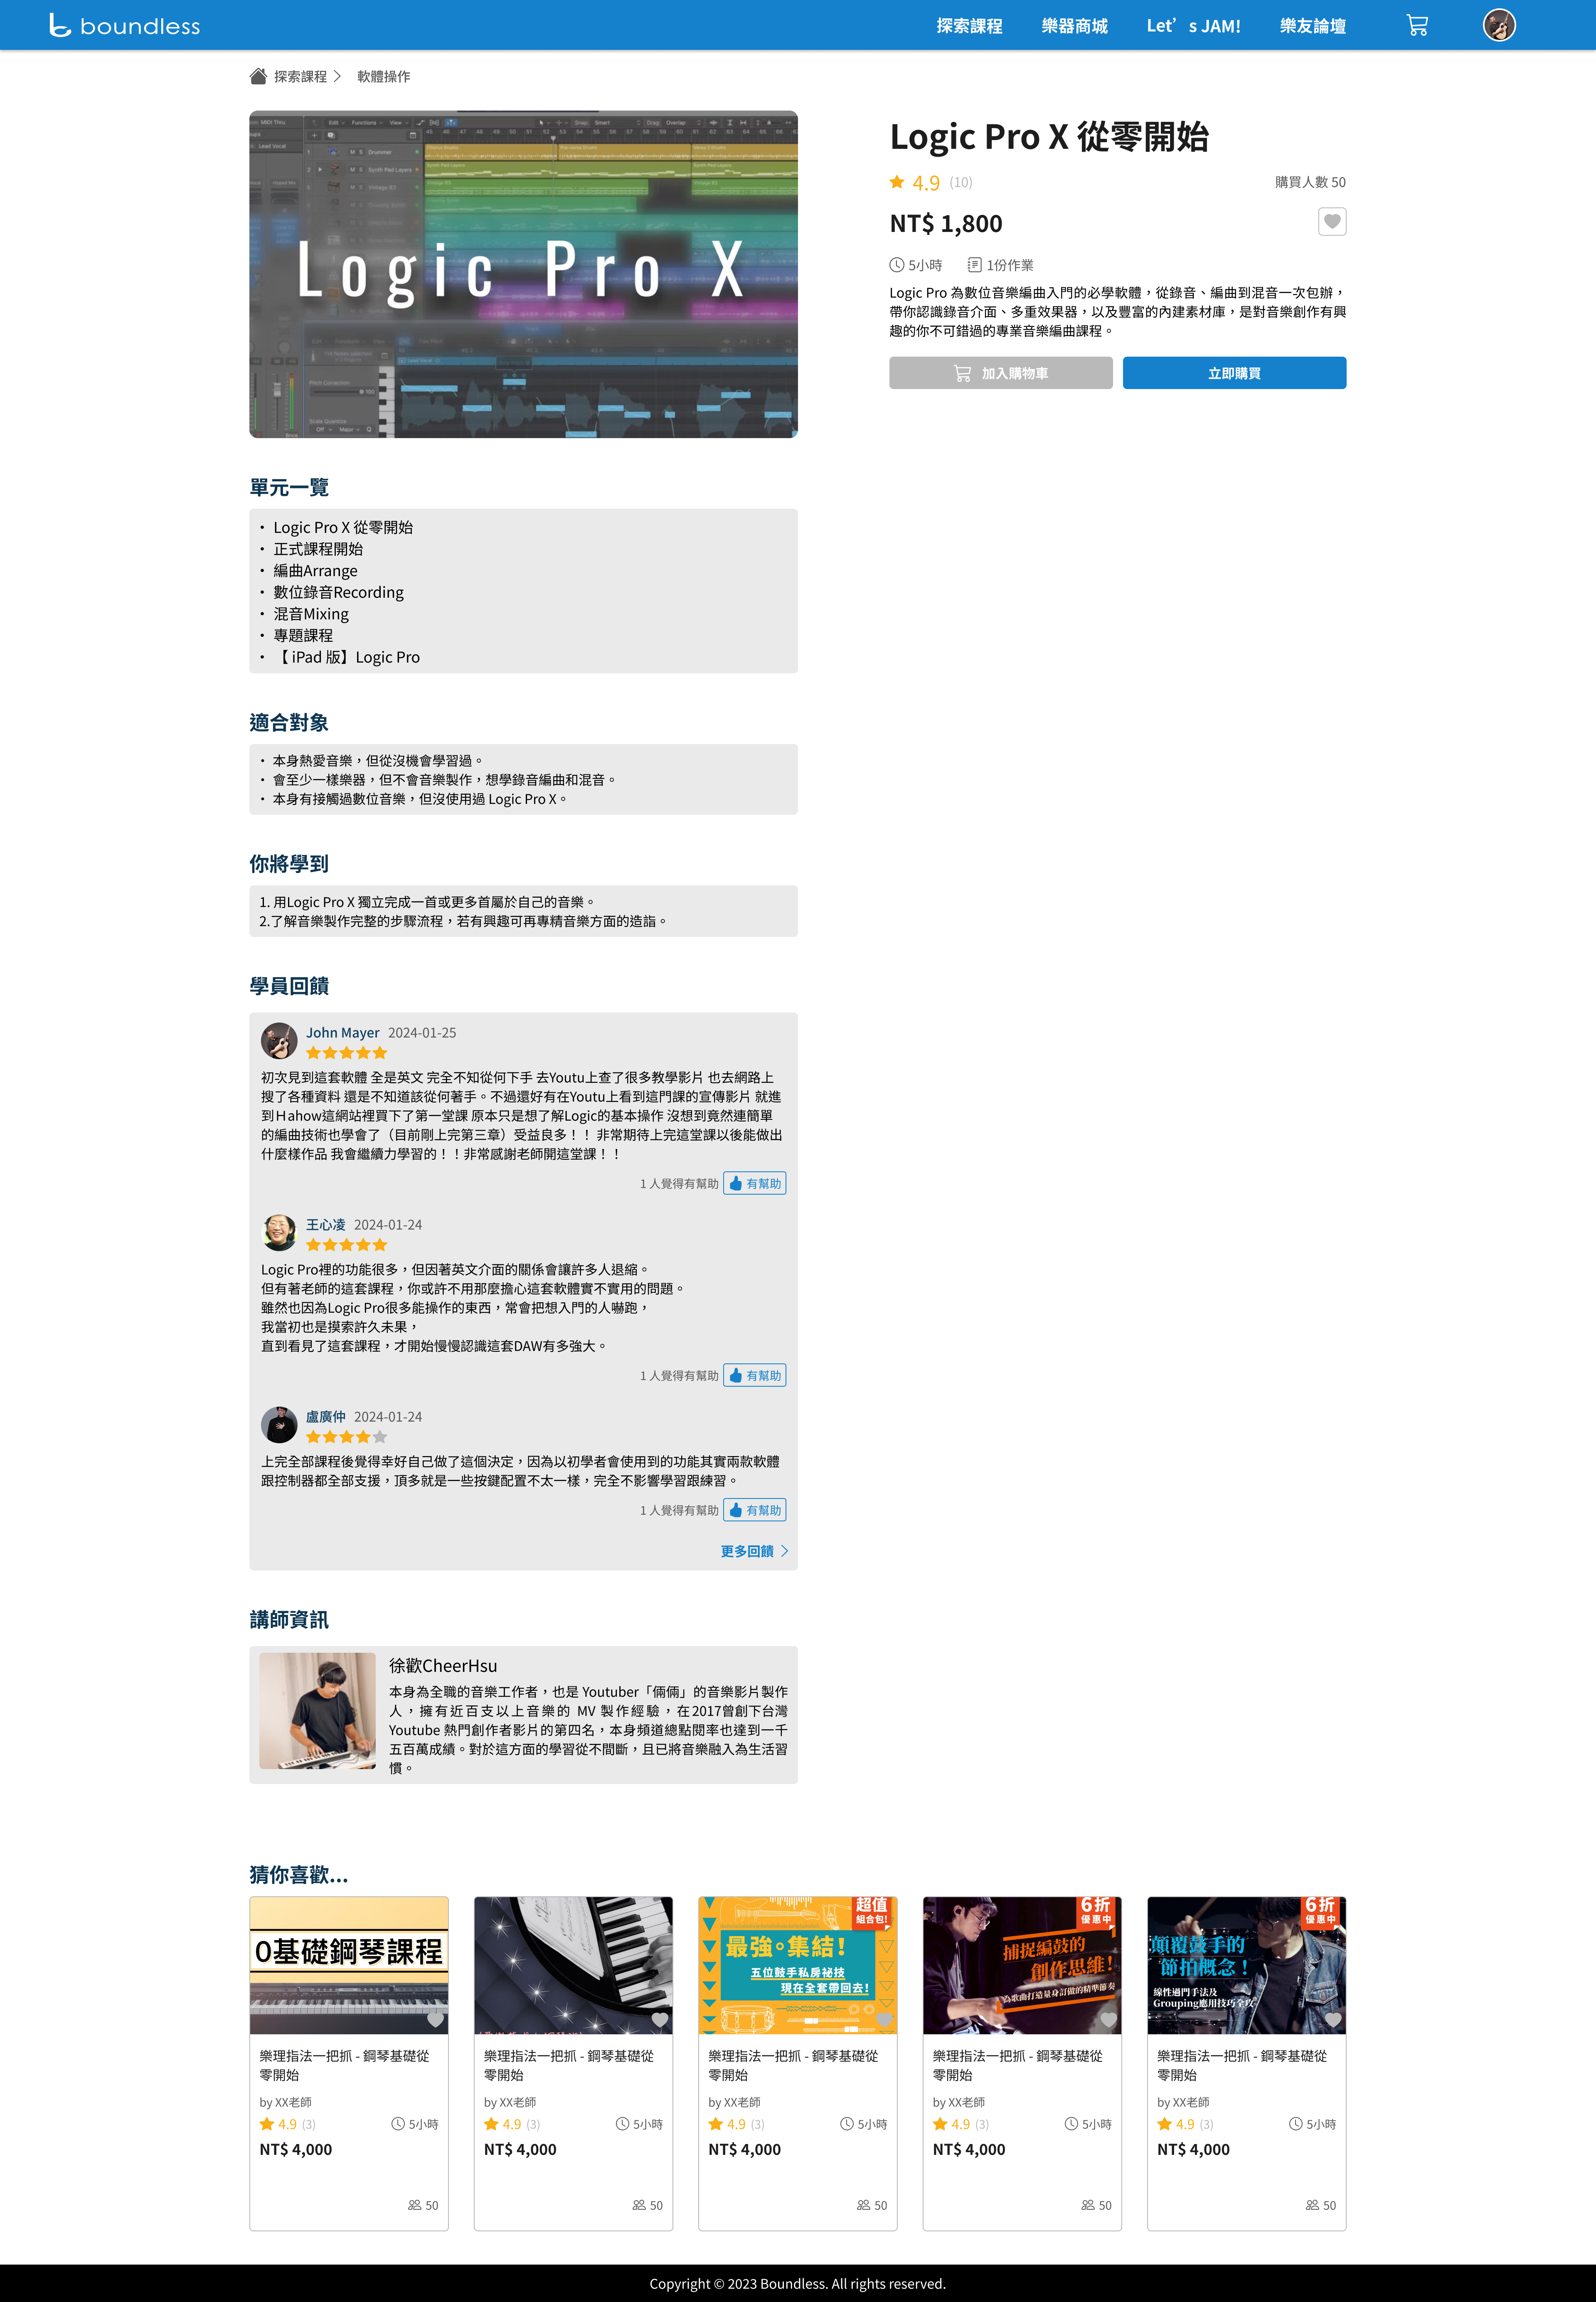 boundless
探索課程
樂器商城
Let’s JAM!
樂友論壇
探索課程
軟體操作
Logic Pro X
Logic Pro X 從零開始
4.9 (10)
購買人數 50
NT$ 1,800
5小時
1份作業
Logic Pro 為數位音樂編曲入門的必學軟體，從錄音、編曲到混音一次包辦，
帶你認識錄音介面、多重效果器，以及豐富的內建素材庫，是對音樂創作有興
趣的你不可錯過的專業音樂編曲課程。
加入購物車
立即購買
單元一覽
• Logic Pro X 從零開始
• 正式課程開始
• 編曲Arrange
• 數位錄音Recording
• 混音Mixing
• 專題課程
• 【 iPad 版】Logic Pro
適合對象
• 本身熱愛音樂，但從沒機會學習過。
• 會至少一樣樂器，但不會音樂製作，想學錄音編曲和混音。
• 本身有接觸過數位音樂，但沒使用過 Logic Pro X。
你將學到
1. 用Logic Pro X 獨立完成一首或更多首屬於自己的音樂。
2.了解音樂製作完整的步驟流程，若有興趣可再專精音樂方面的造詣。
學員回饋
John Mayer 2024-01-25
初次見到這套軟體 全是英文 完全不知從何下手 去Youtu上查了很多教學影片 也去網路上
搜了各種資料 還是不知道該從何著手。不過還好有在Youtu上看到這門課的宣傳影片 就進
到Ｈahow這網站裡買下了第一堂課 原本只是想了解Logic的基本操作 沒想到竟然連簡單
的編曲技術也學會了（目前剛上完第三章）受益良多！！ 非常期待上完這堂課以後能做出
什麼樣作品 我會繼續力學習的！！非常感謝老師開這堂課！！
1 人覺得有幫助
有幫助
王心凌 2024-01-24
Logic Pro裡的功能很多，但因著英文介面的關係會讓許多人退縮。
但有著老師的這套課程，你或許不用那麼擔心這套軟體實不實用的問題。
雖然也因為Logic Pro很多能操作的東西，常會把想入門的人嚇跑，
我當初也是摸索許久未果，
直到看見了這套課程，才開始慢慢認識這套DAW有多強大。
1 人覺得有幫助
有幫助
盧廣仲 2024-01-24
上完全部課程後覺得幸好自己做了這個決定，因為以初學者會使用到的功能其實兩款軟體
跟控制器都全部支援，頂多就是一些按鍵配置不太一樣，完全不影響學習跟練習。
1 人覺得有幫助
有幫助
更多回饋
講師資訊
徐歡CheerHsu
本身為全職的音樂工作者，也是 Youtuber「倆倆」的音樂影片製作
人，擁有近百支以上音樂的 MV 製作經驗，在2017曾創下台灣
Youtube 熱門創作者影片的第四名，本身頻道總點閱率也達到一千
五百萬成績。對於這方面的學習從不間斷，且已將音樂融入為生活習
慣。
猜你喜歡...
0基礎鋼琴課程
樂理指法一把抓 - 鋼琴基礎從
零開始
by XX老師
4.9 (3)
5小時
NT$ 4,000
50
樂理指法一把抓 - 鋼琴基礎從
零開始
by XX老師
4.9 (3)
5小時
NT$ 4,000
50
超值
組合包!
最強。集結!
五位鼓手私房祕技
現在全套帶回去!
樂理指法一把抓 - 鋼琴基礎從
零開始
by XX老師
4.9 (3)
5小時
NT$ 4,000
50
6折
優惠中
捕捉編鼓的
創作思維!
為歌曲打造量身訂做的精準節奏
樂理指法一把抓 - 鋼琴基礎從
零開始
by XX老師
4.9 (3)
5小時
NT$ 4,000
50
6折
優惠中
顛覆鼓手的
節拍概念!
線性過門手法及
Grouping應用技巧全攻
樂理指法一把抓 - 鋼琴基礎從
零開始
by XX老師
4.9 (3)
5小時
NT$ 4,000
50
Copyright © 2023 Boundless. All rights reserved.